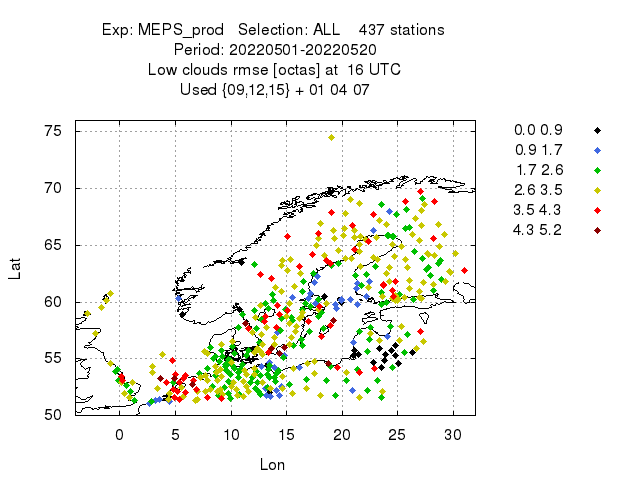 Exp: MEPS_prod   Selection: ALL    437 stations
Period: 20220501-20220520
Low clouds rmse [octas] at  16 UTC
Used {09,12,15} + 01 04 07
0.0 0.9
0.9 1.7
1.7 2.6
2.6 3.5
3.5 4.3
4.3 5.2
75
70
65
60
55
50
Lat
0 5 10 15 20 25 30
Lon